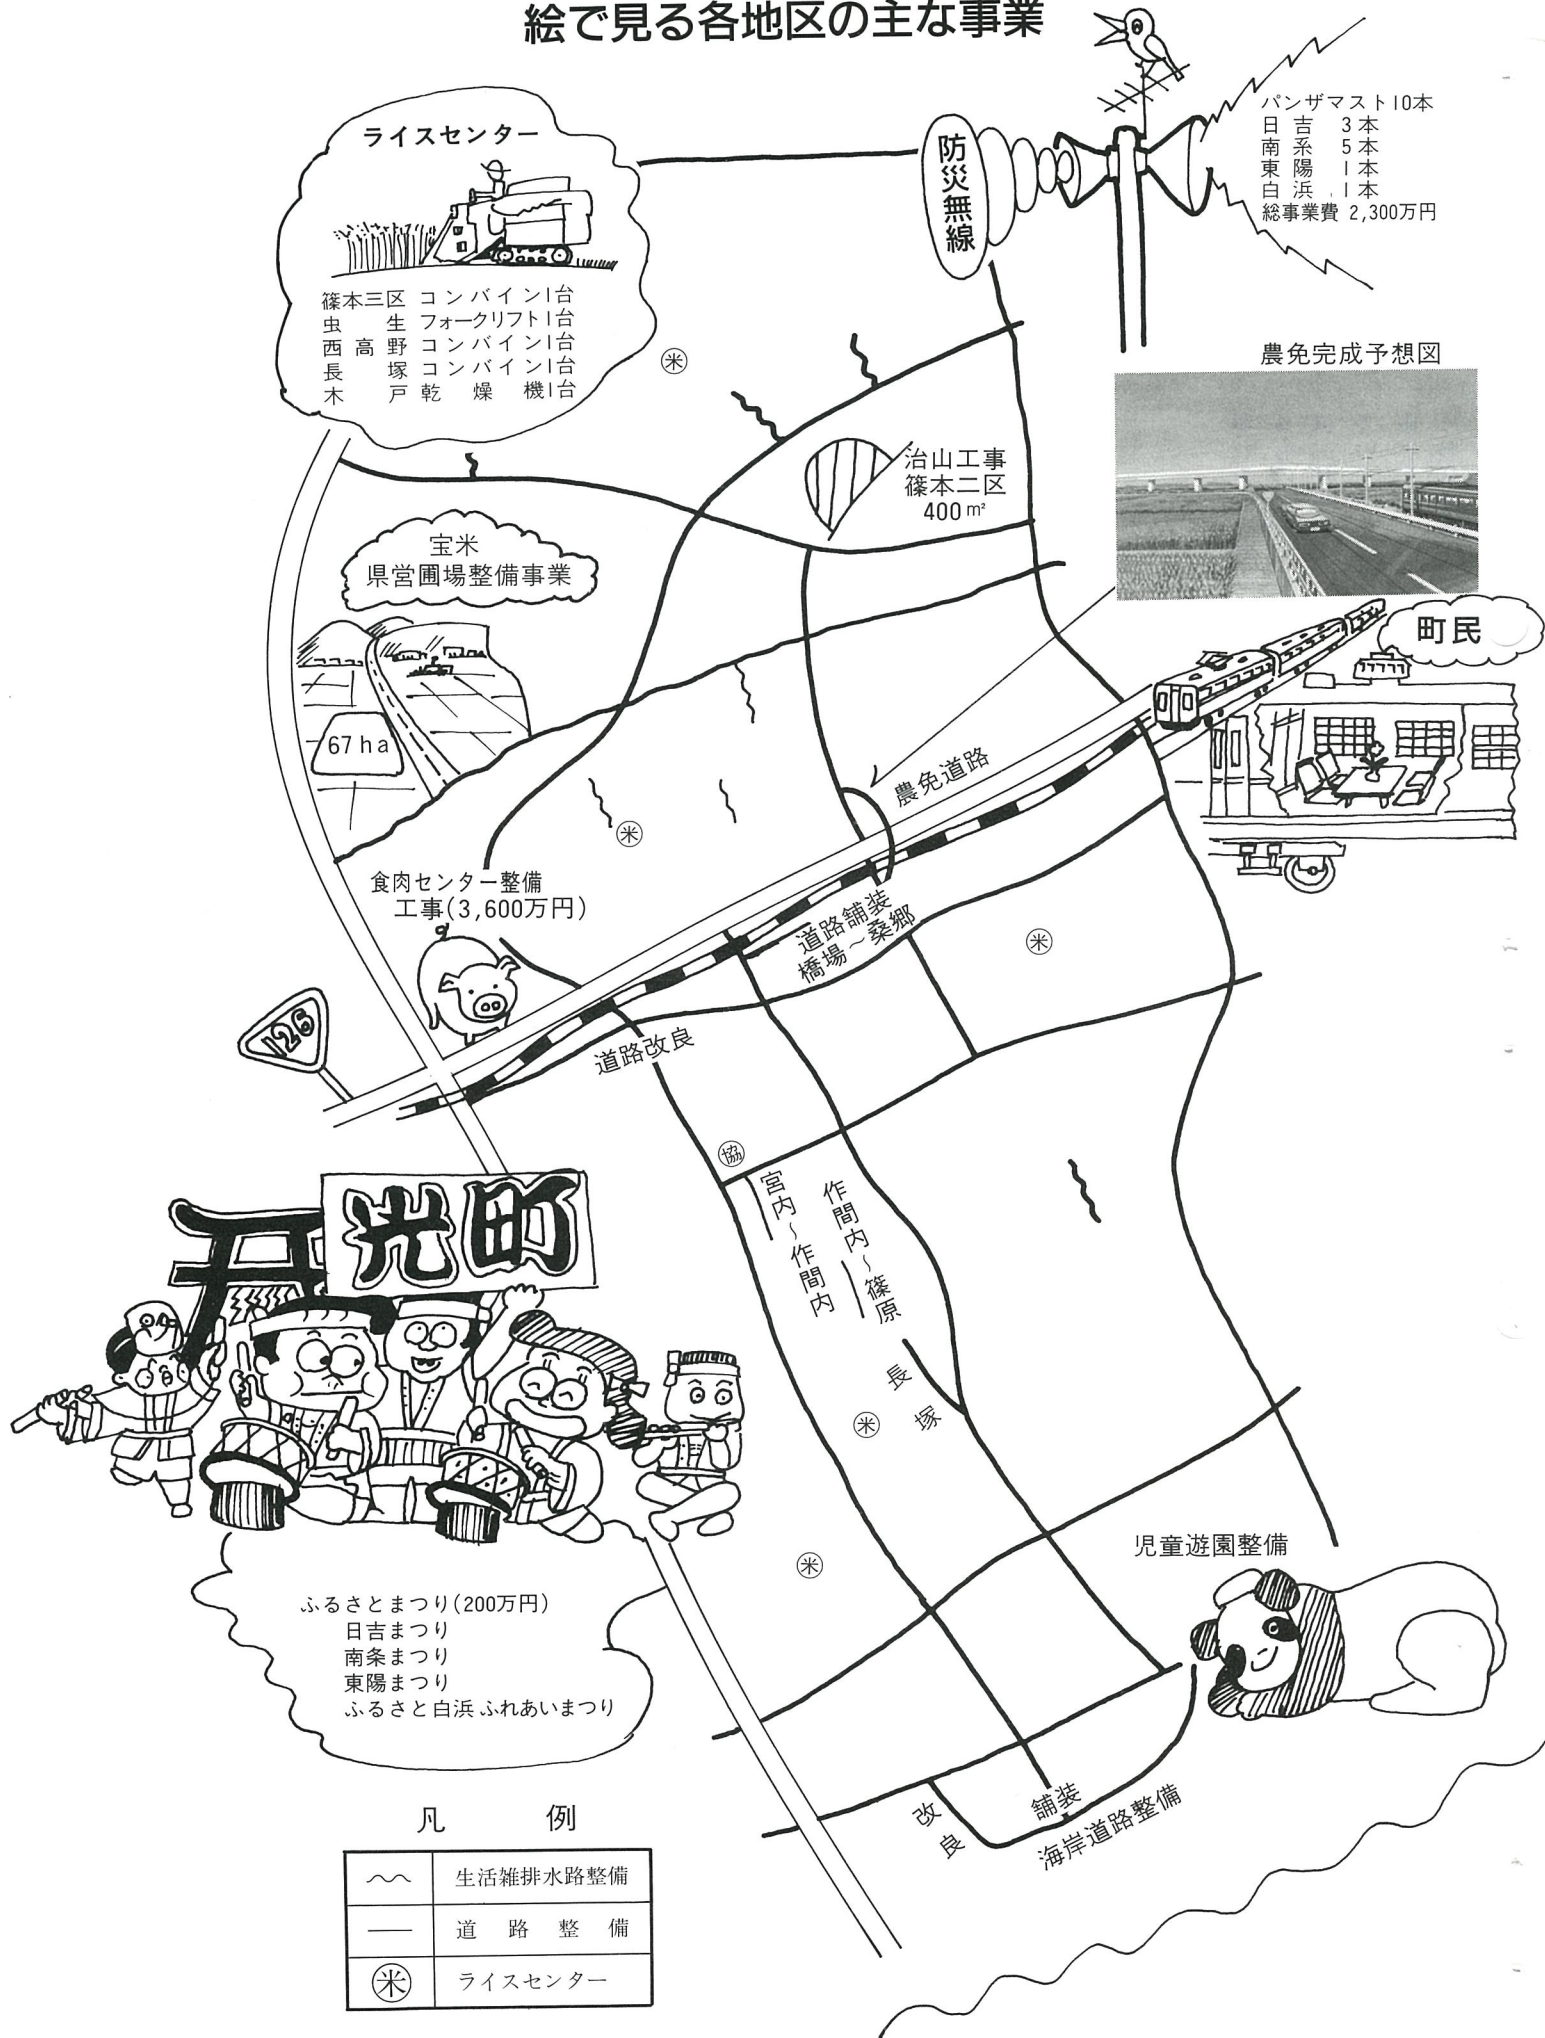 絵で見る各地区の主な事業
ライスセンター
篠本三区 コンバイン1台
虫生 フォークリフト1台
西高野 コンバイン1台
長塚 コンバイン1台
木戸 乾燥機1台
防災無線
パンザマスト10本
日吉 3本
南系 5本
東陽 1本
白浜 1本
総事業費 2,300万円
農免完成予想図
米
治山工事
篠本二区
400㎡
宝米
県営圃場整備事業
67ha
町民
農免道路
米
食肉センター整備
工事(3,600万円)
道路舗装
橋場〜桑郷
米
126
道路改良
協
宮内〜作間内
作間内〜篠原
光町
長塚
米
米
児童遊園整備
ふるさとまつり(200万円)
日吉まつり
南条まつり
東陽まつり
ふるさと白浜ふれあいまつり
改良
舗装
海岸道路整備
凡例
生活雑排水路整備
道路整備
米 ライスセンター